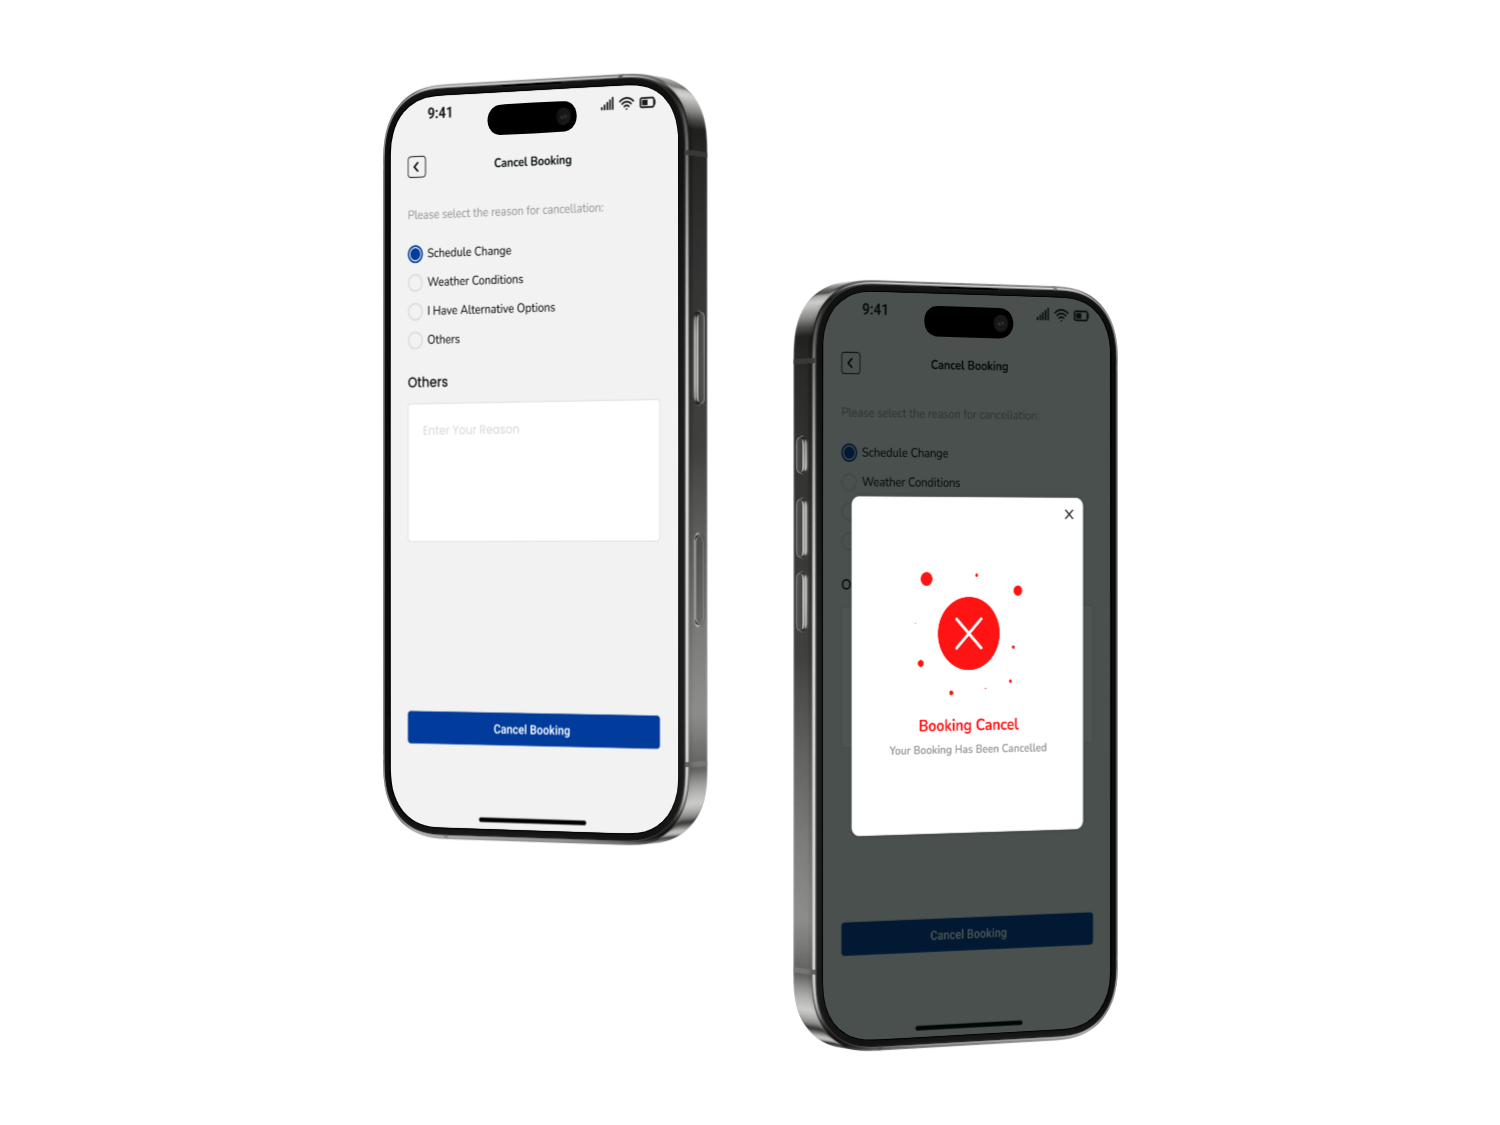 9:41
Cancel Booking
Please select the reason for cancellation:
Schedule Change
Weather Conditions
I Have Alternative Options
Others
Others
Enter Your Reason
Cancel Booking
9:41
Cancel Booking
Please select the reason for cancellation:
Schedule Change
Weather Conditions
O
Booking Cancel
Your Booking Has Been Cancelled
Cancel Booking